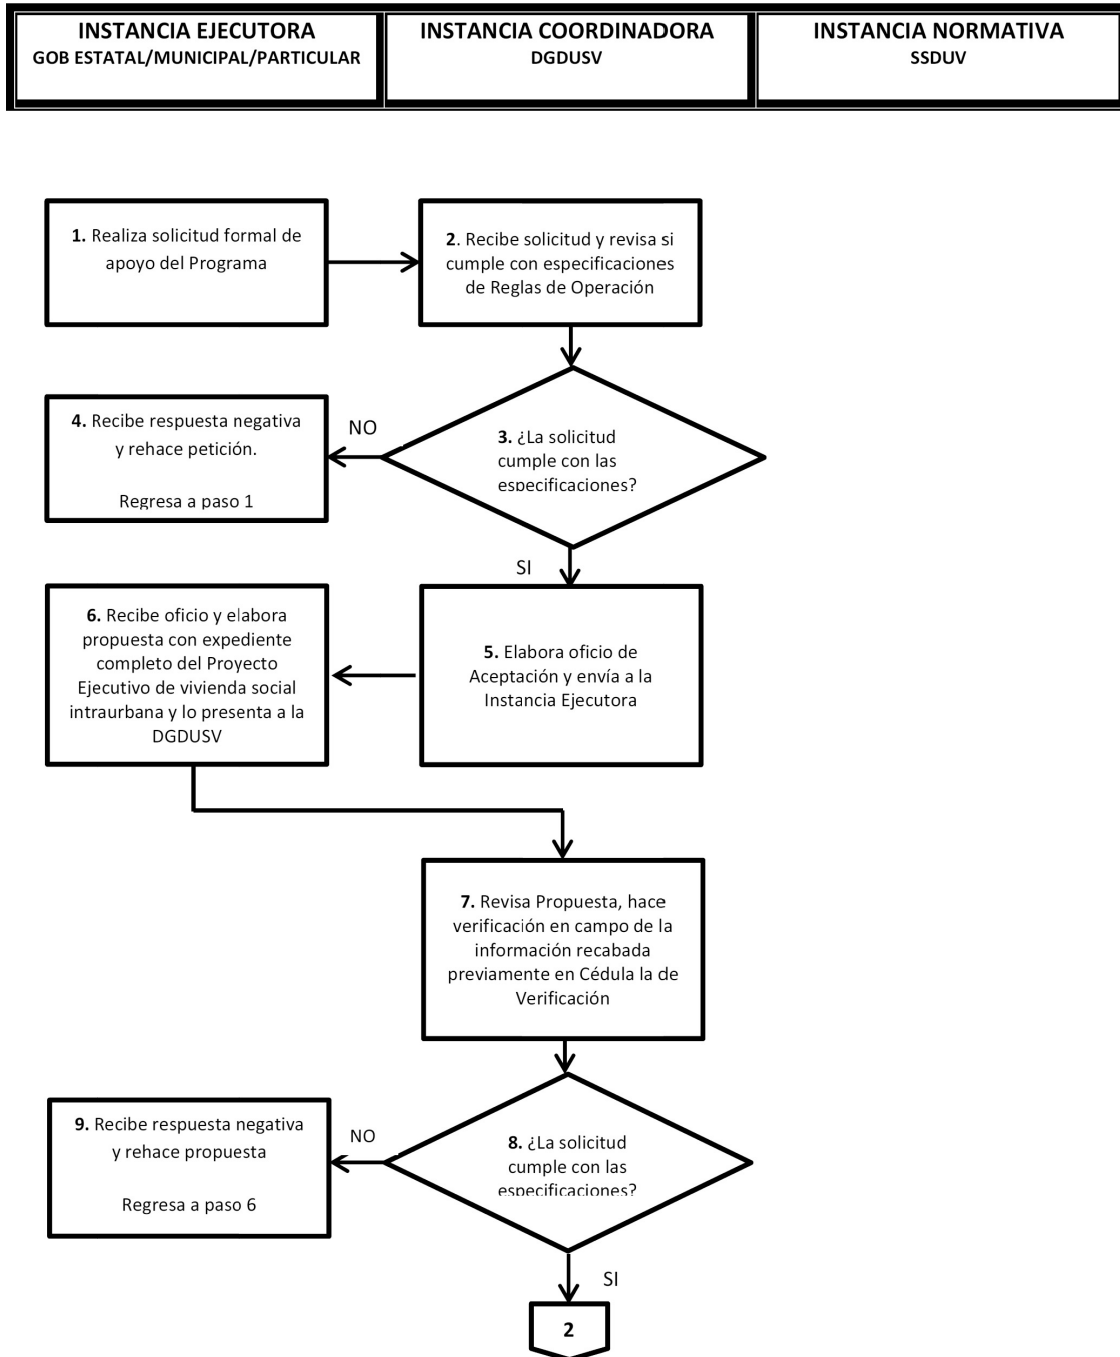 INSTANCIA EJECUTORA
GOB ESTATAL/MUNICIPAL/PARTICULAR
INSTANCIA COORDINADORA
DGDUSV
INSTANCIA NORMATIVA
SSDUV
1. Realiza solicitud formal de
apoyo del Programa
2. Recibe solicitud y revisa si
cumple con especificaciones
de Reglas de Operación
3. ¿La solicitud
cumple con las
especificaciones?
NO
4. Recibe respuesta negativa
y rehace petición.
Regresa a paso 1
SI
5. Elabora oficio de
Aceptación y envía a la
Instancia Ejecutora
6. Recibe oficio y elabora
propuesta con expediente
completo del Proyecto
Ejecutivo de vivienda social
intraurbana y lo presenta a la
DGDUSV
7. Revisa Propuesta, hace
verificación en campo de la
información recabada
previamente en Cédula la de
Verificación
8. ¿La solicitud
cumple con las
especificaciones?
NO
9. Recibe respuesta negativa
y rehace propuesta
Regresa a paso 6
SI
2